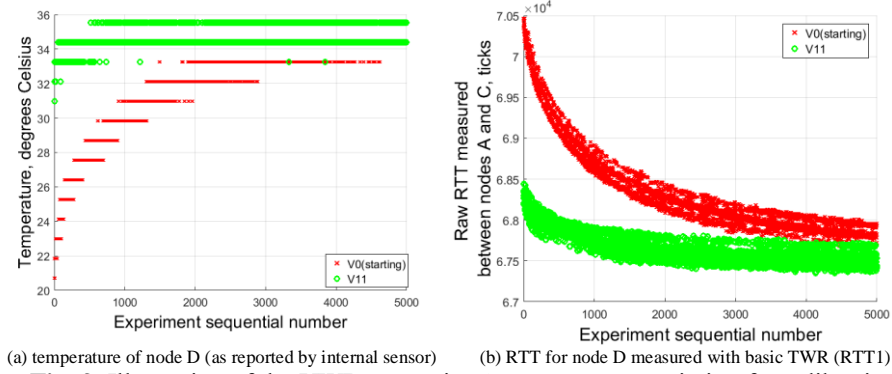 36
34
32
30
28
26
24
22
20
Temperature, degrees Celsius
V0(starting)
V11
0
1000
2000
3000
4000
5000
Experiment sequential number
×10⁴
7.05
7
6.95
6.9
6.85
6.8
6.75
6.7
Raw RTT measured
between nodes A and C, ticks
V0(starting)
V11
0
1000
2000
3000
4000
5000
Experiment sequential number
(a) temperature of node D (as reported by internal sensor)
(b) RTT for node D measured with basic TWR (RTT1)